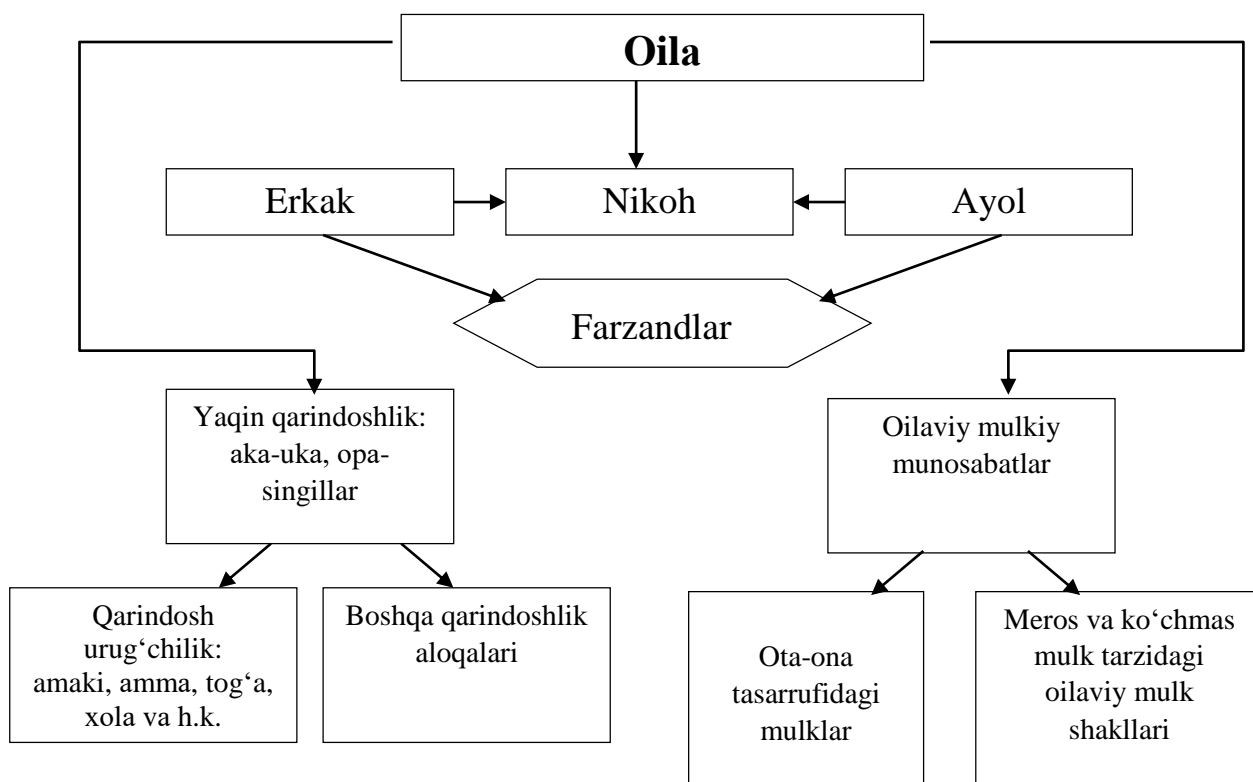 Oila
Erkak
Nikoh
Ayol
Farzandlar
Yaqin qarindoshlik:
aka-uka, opa-
singillar
Oilaviy mulkiy
munosabatlar
Qarindosh
urug‘chilik:
amaki, amma, tog‘a,
xola va h.k.
Boshqa qarindoshlik
aloqalari
Ota-ona
tasarrufidagi
mulklar
Meros va ko‘chmas
mulk tarzidagi
oilaviy mulk
shakllari